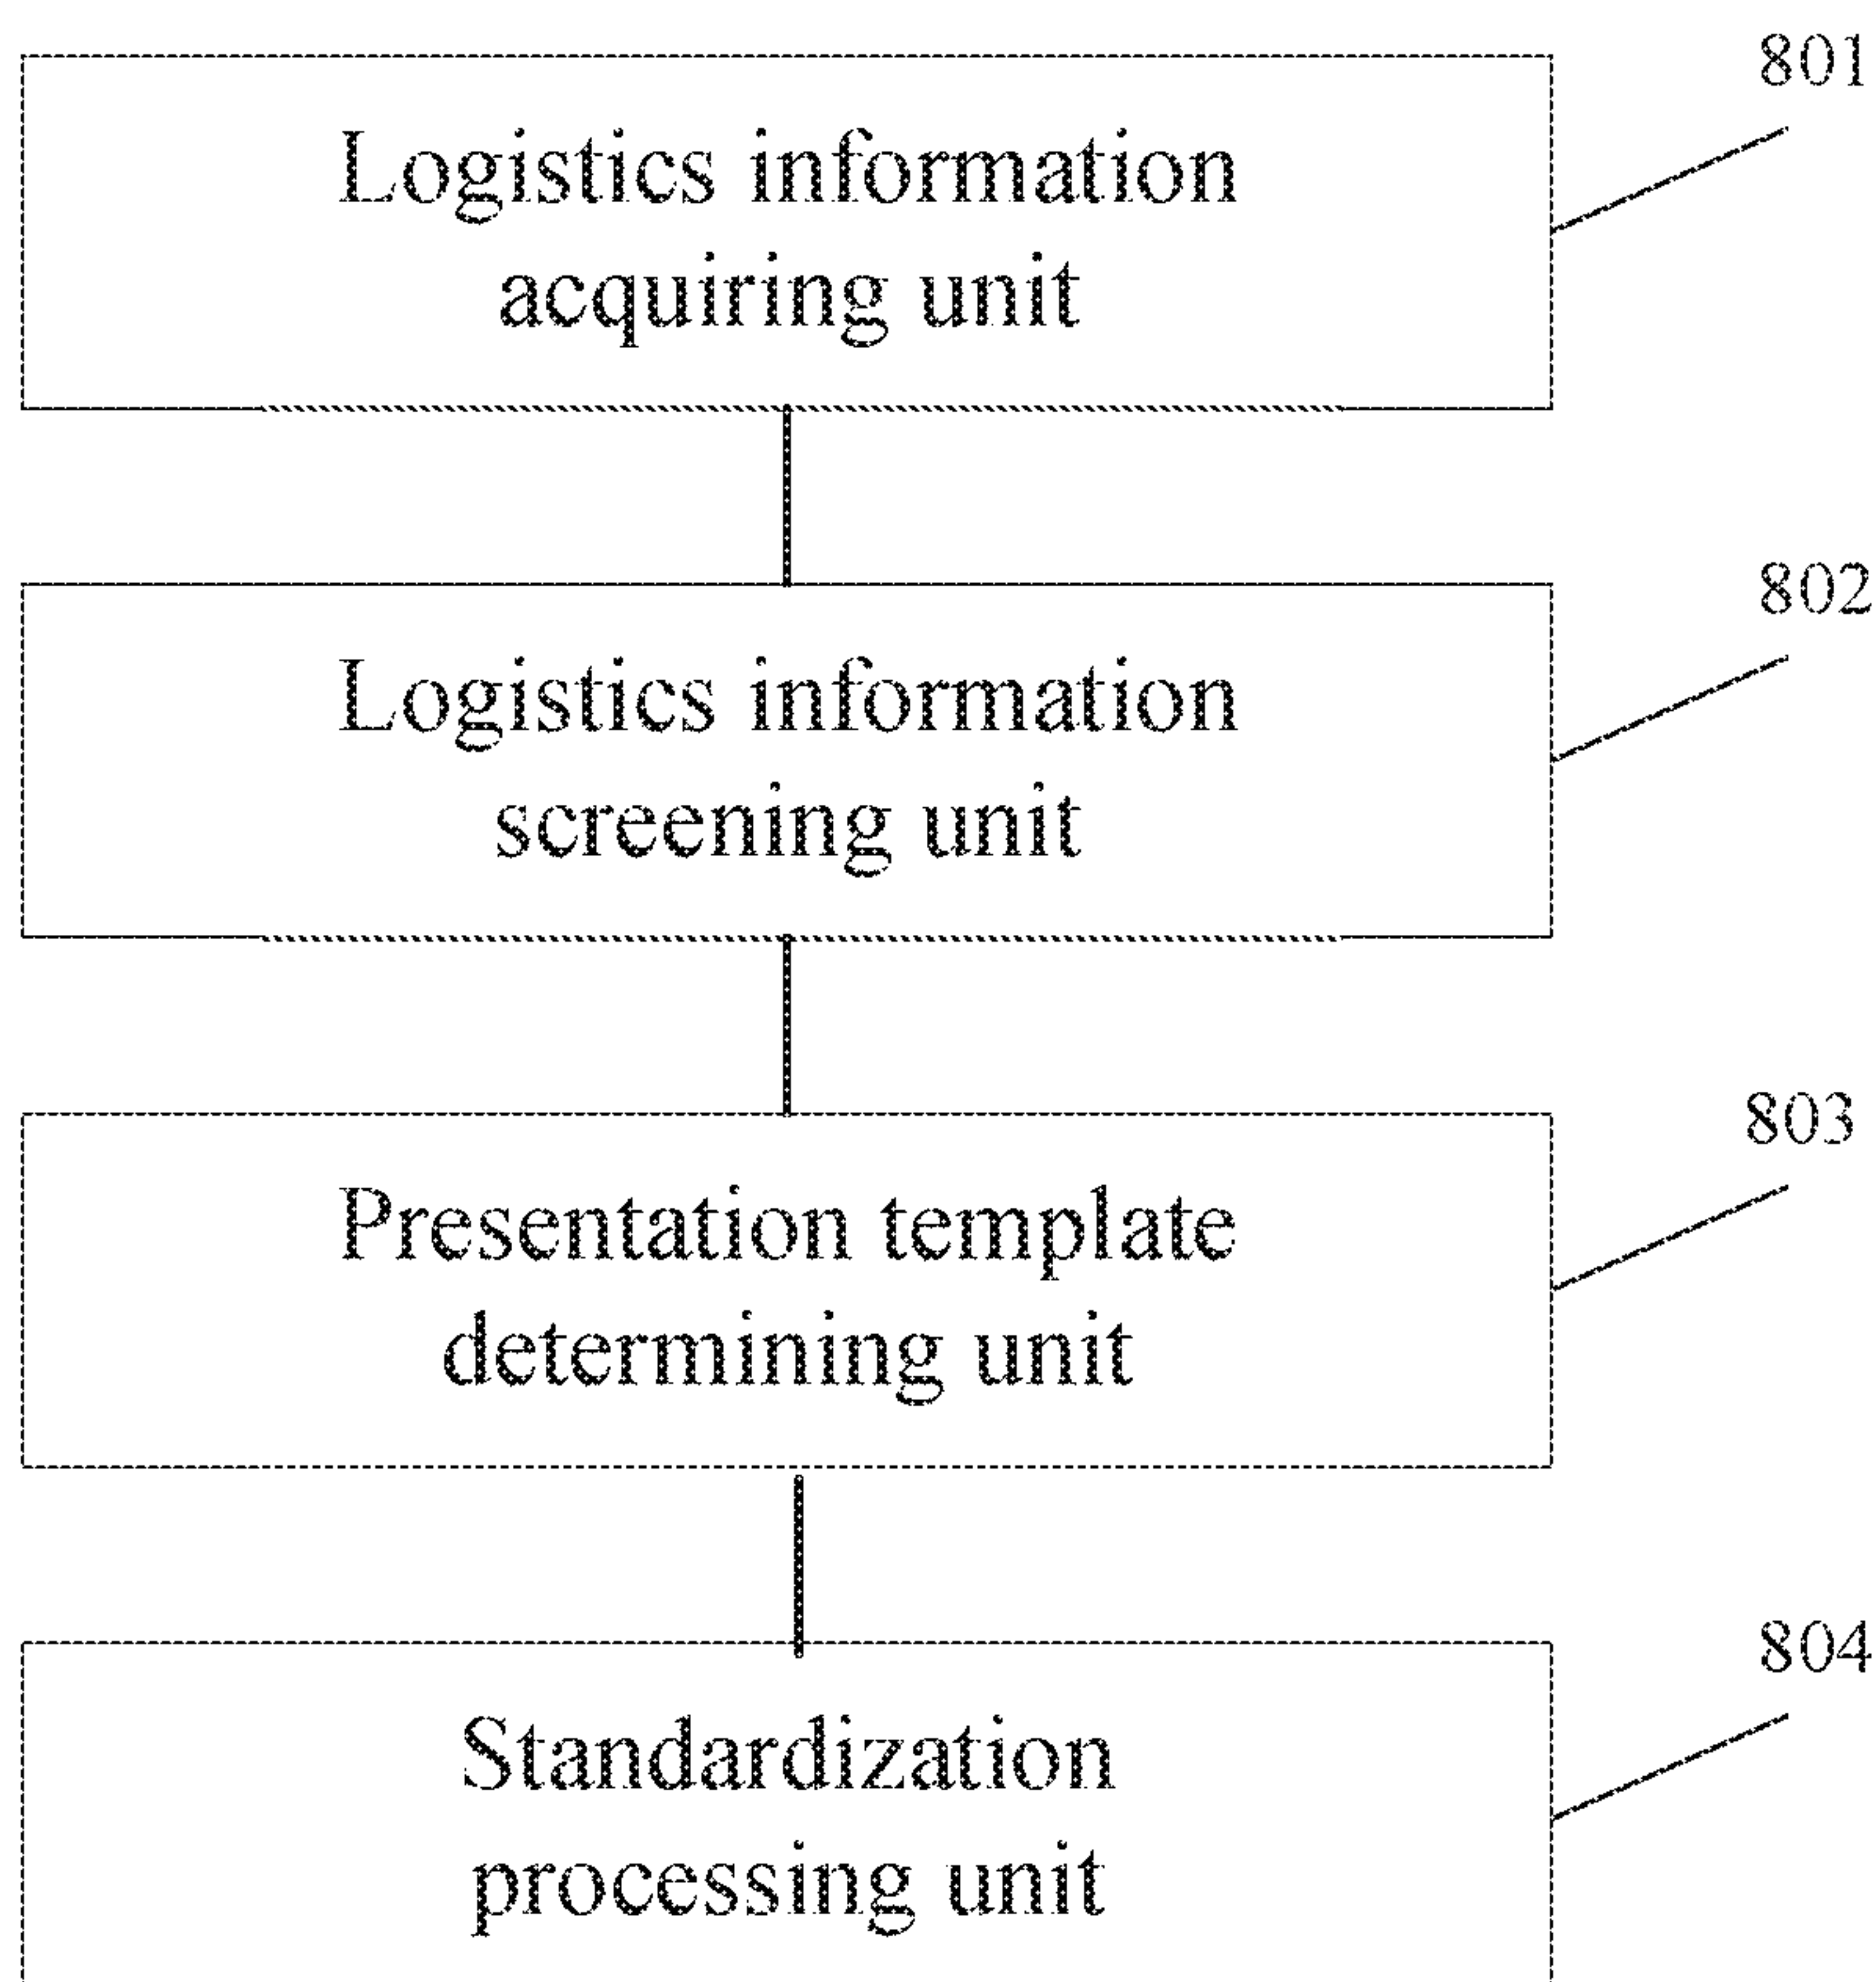 801
Logistics information
acquiring unit
802
Logistics information
screening unit
803
Presentation template
determining unit
804
Standardization
processing unit